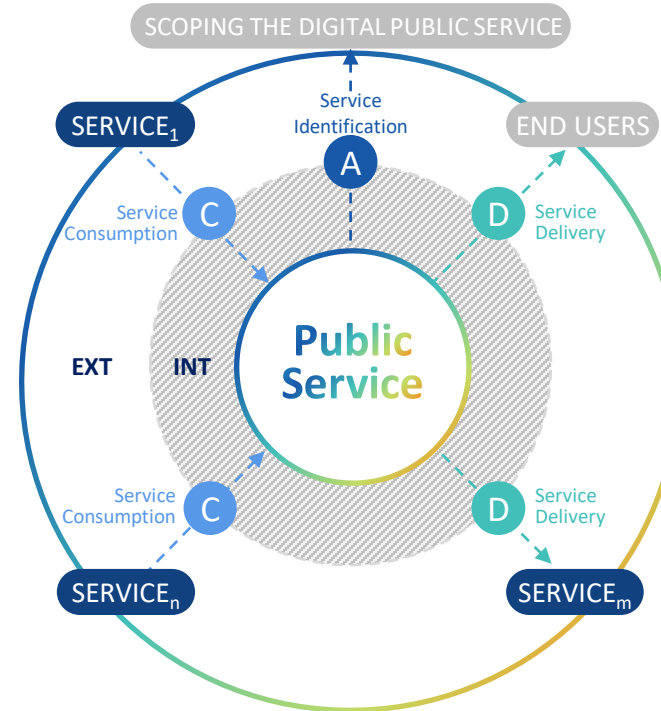 SCOPING THE DIGITAL PUBLIC SERVICE
SERVICE₁
Service
Identification
END USERS
A
C
D
Service
Consumption
Service
Delivery
Public
Service
EXT
INT
Service
Consumption
C
D
Service
Delivery
SERVICEₙ
SERVICEₘ